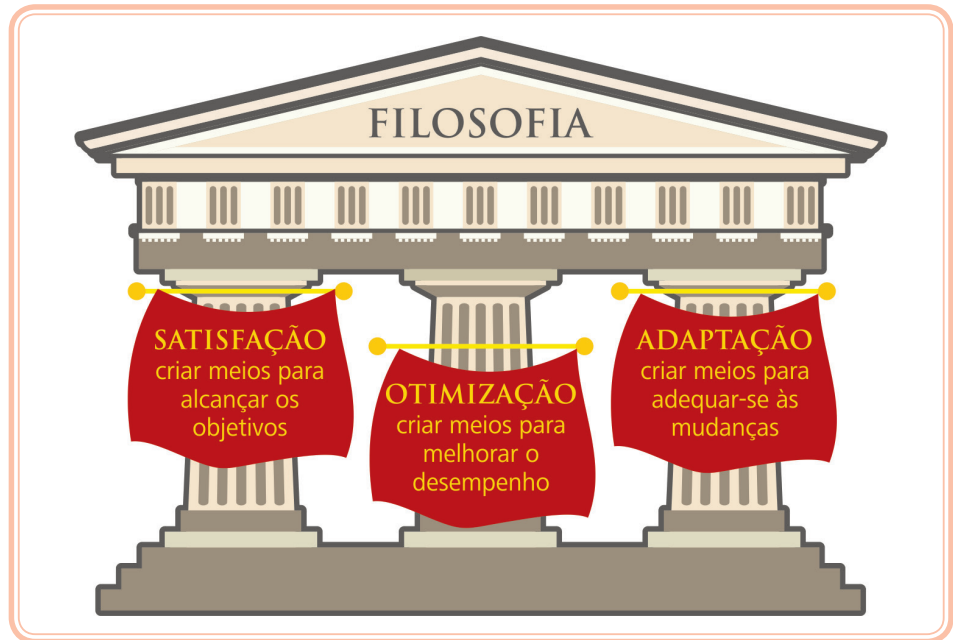 FILOSOFIA
SATISFAÇÃO
criar meios para
alcançar os
objetivos
OTIMIZAÇÃO
criar meios para
melhorar o
desempenho
ADAPTAÇÃO
criar meios para
adequar-se às
mudanças